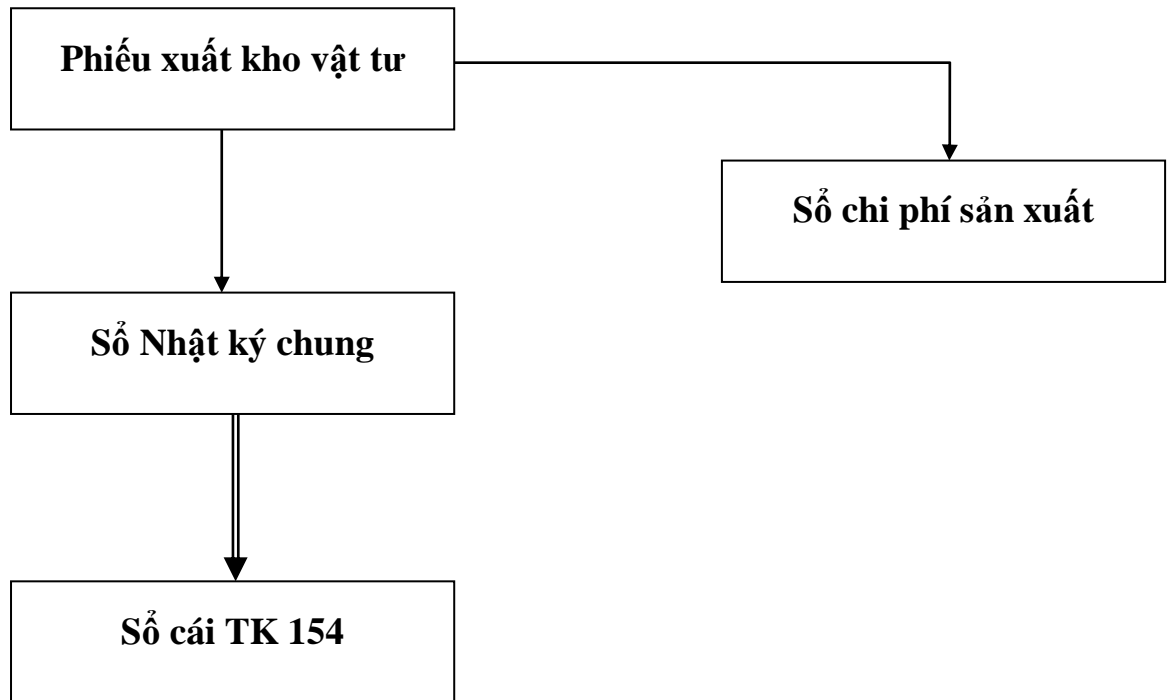 Phiếu xuất kho vật tư
Sổ chi phí sản xuất
Sổ Nhật ký chung
Sổ cái TK 154